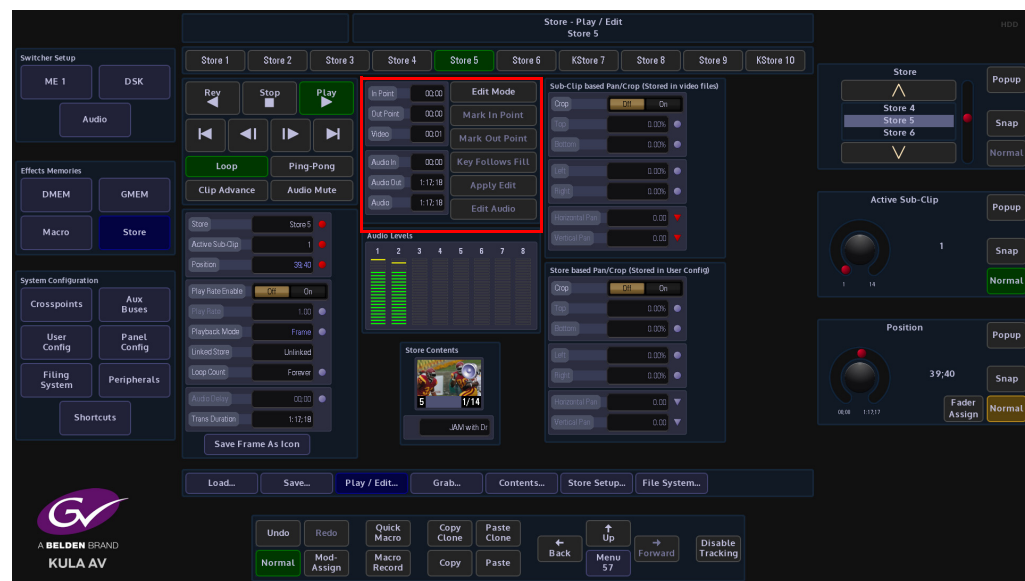 Store - Play / Edit
Store 5
HDD
Switcher Setup
ME 1
DSK
Audio
Effects Memories
DMEM
GMEM
Macro
Store
System Configuration
Crosspoints
Aux
Buses
User
Config
Panel
Config
Filing
System
Peripherals
Shortcuts
Store 1
Store 2
Store 3
Store 4
Store 5
Store 6
KStore 7
Store 8
Store 9
KStore 10
Rev
Stop
Play
Loop
Ping-Pong
Clip Advance
Audio Mute
In Point 00;00
Out Point 00;00
Video 00;01
Audio In 00;00
Audio Out 1:17;18
Audio 1:17;18
Edit Mode
Mark In Point
Mark Out Point
Key Follows Fill
Apply Edit
Edit Audio
Store Store 5
Active Sub-Clip 1
Position 39;40
Play Rate Enable Off On
Play Rate 1.00
Playback Mode Frame
Linked Store Unlinked
Loop Count Forever
Audio Delay 00;00
Trans Duration 1:17;18
Save Frame As Icon
Audio Levels
1 2 3 4 5 6 7 8
Store Contents
5 1/14
JAM with Dr
Sub-Clip based Pan/Crop (Stored in video files)
Crop Off On
Top 0.00%
Bottom 0.00%
Left 0.00%
Right 0.00%
Horizontal Pan 0.00
Vertical Pan 0.00
Store based Pan/Crop (Stored in User Config)
Crop Off On
Top 0.00%
Bottom 0.00%
Left 0.00%
Right 0.00%
Horizontal Pan 0.00
Vertical Pan 0.00
Store
Store 4
Store 5
Store 6
Popup
Snap
Normal
Active Sub-Clip
1
1 14
Popup
Snap
Normal
Position
39;40
00;00 1:17;17
Fader
Assign
Popup
Snap
Normal
Load...
Save...
Play / Edit...
Grab...
Contents...
Store Setup...
File System...
GV
A BELDEN BRAND
KULA AV
Undo
Redo
Normal
Mod-
Assign
Quick
Macro
Macro
Record
Copy
Clone
Paste
Clone
Copy
Paste
Back
Up
Menu
57
Forward
Disable
Tracking